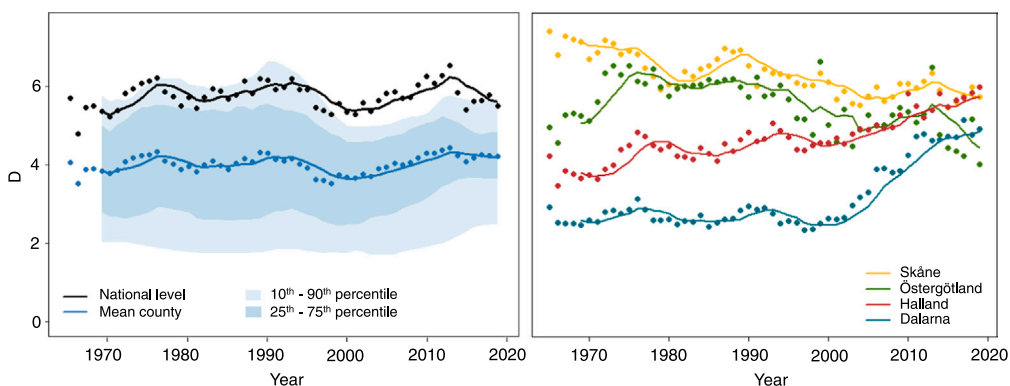 6
4
2
0
D
National level
Mean county
10th - 90th percentile
25th - 75th percentile
1970 1980 1990 2000 2010 2020
Year
Skåne
Östergötland
Halland
Dalarna
1970 1980 1990 2000 2010 2020
Year